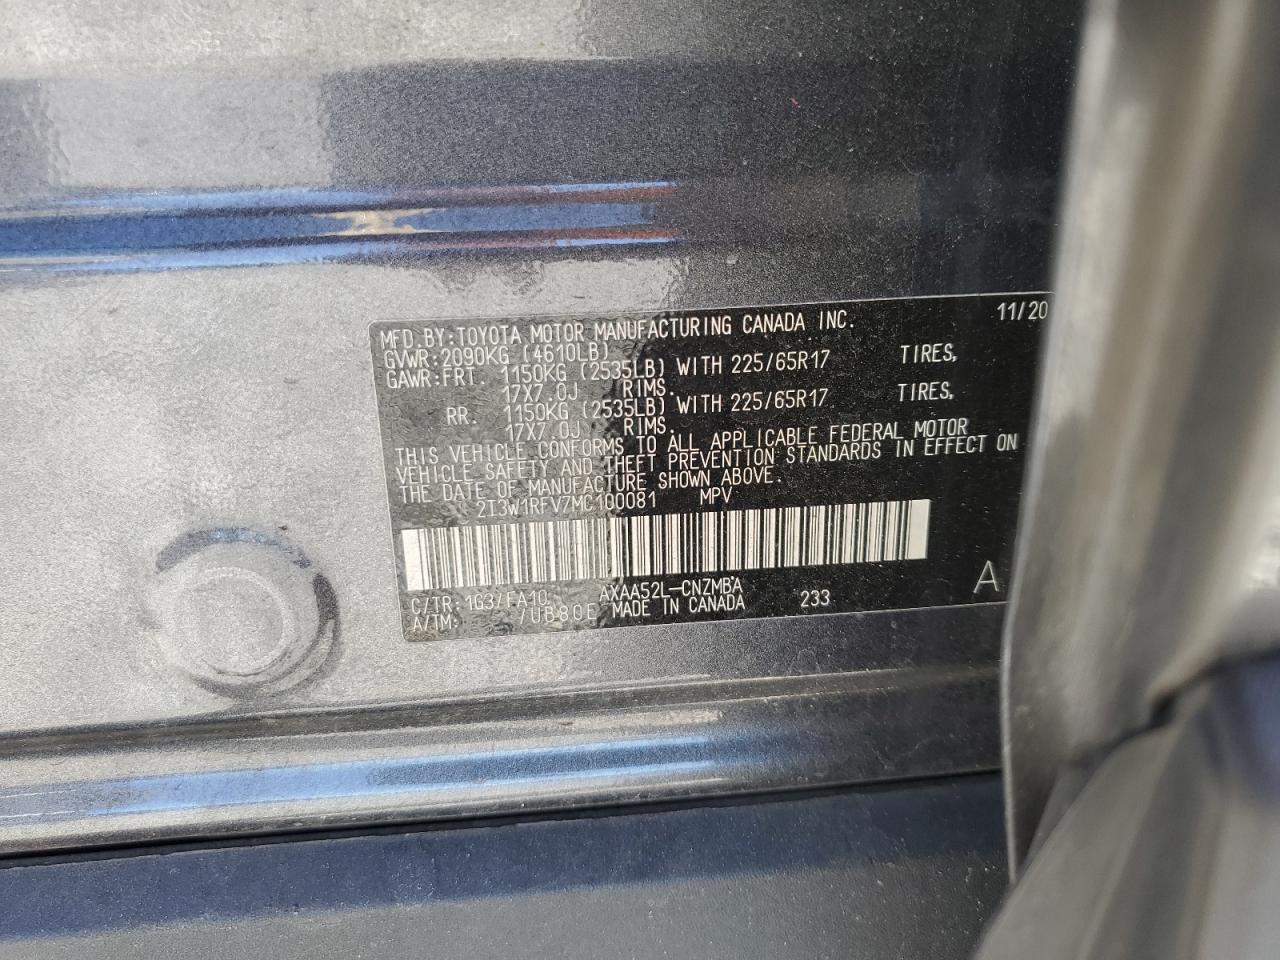 MFD.BY:TOYOTA MOTOR MANUFACTURING CANADA INC. 11/20
GVWR:2090KG (4610LB)
GAWR:FRT. 1150KG (2535LB) WITH 225/65R17 TIRES,
17X7.0J RIMS.
RR. 1150KG (2535LB) WITH 225/65R17 TIRES,
17X7.0J RIMS.
THIS VEHICLE CONFORMS TO ALL APPLICABLE FEDERAL MOTOR
VEHICLE SAFETY AND THEFT PREVENTION STANDARDS IN EFFECT ON
THE DATE OF MANUFACTURE SHOWN ABOVE.
2T3W1RFV7MC100081 MPV
C/TR:1G3/FA10 AXAA52L-CNZMBA A
A/TM: /UB80E MADE IN CANADA 233